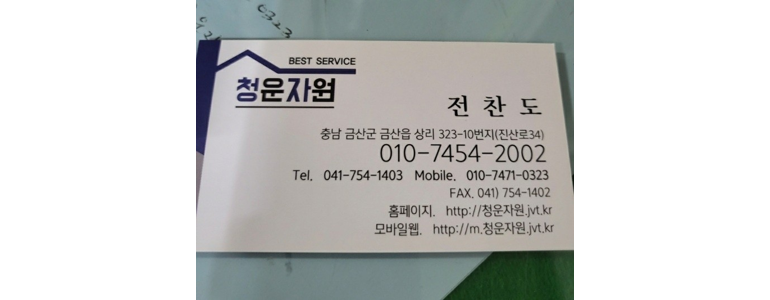 0323
BEST SERVICE
청운자원
전찬도
충남 금산군 금산읍 상리 323-10번지(진산로34)
010-7454-2002
Tel. 041-754-1403 Mobile. 010-7471-0323
FAX. 041) 754-1402
홈페이지. http://청운자원.jvt.kr
모바일웹. http://m.청운자원.jvt.kr